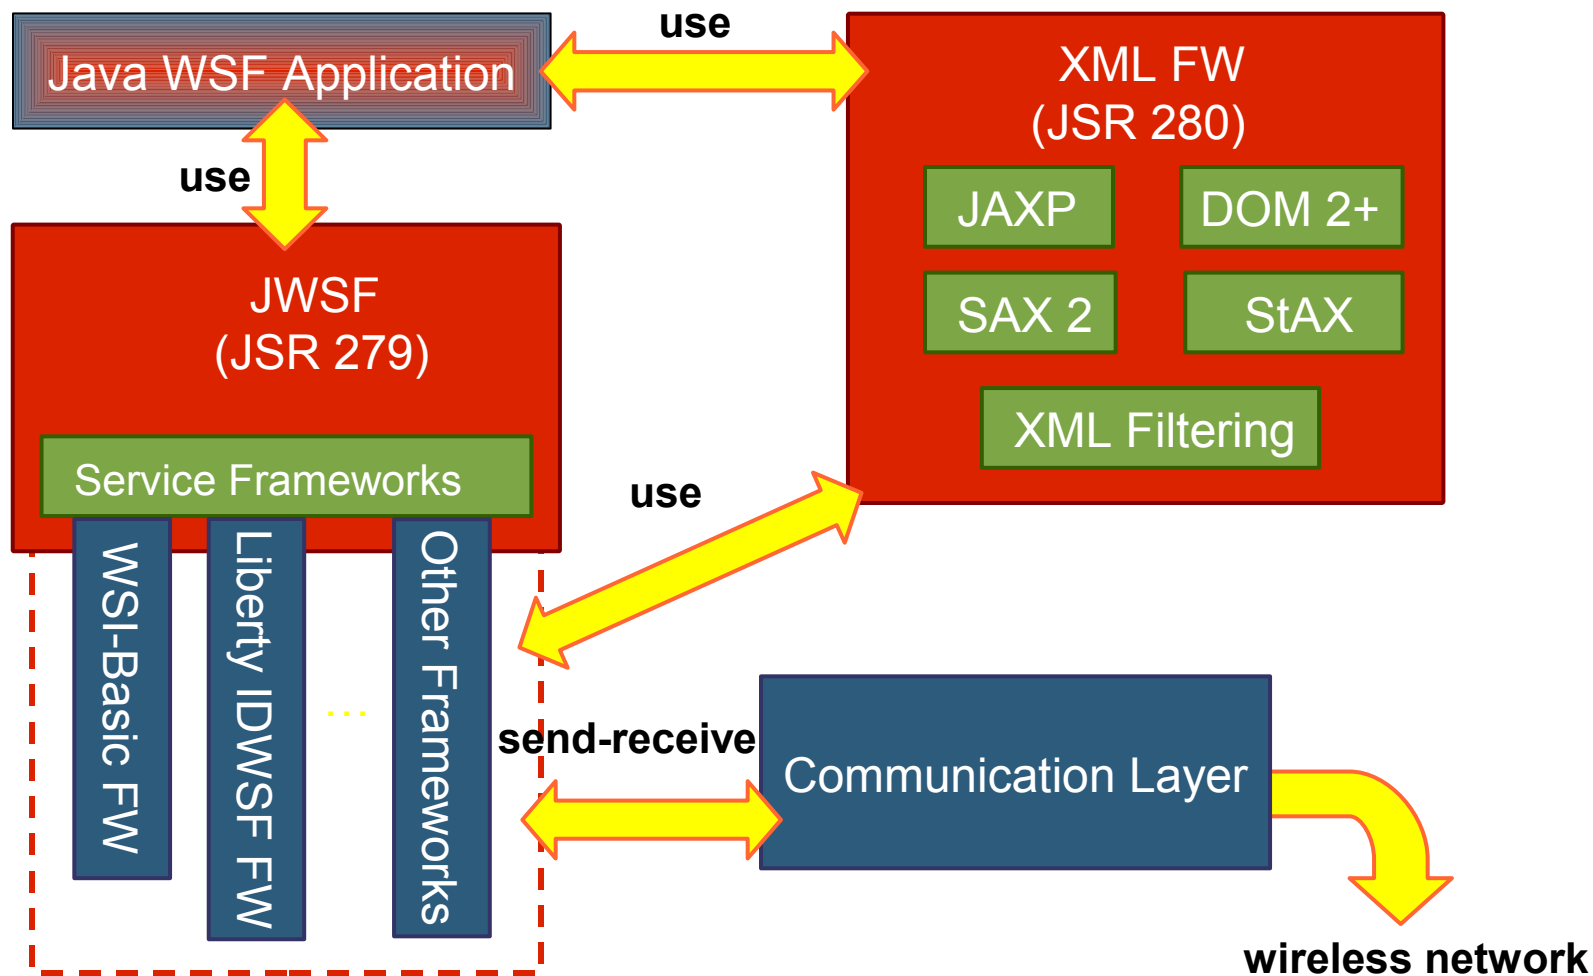 use
Java WSF Application
XML FW
(JSR 280)
use
JAXP
DOM 2+
SAX 2
StAX
XML Filtering
JWSF
(JSR 279)
Service Frameworks
use
WSI-Basic FW
Liberty IDWSF FW
...
Other Frameworks
send-receive
Communication Layer
wireless network